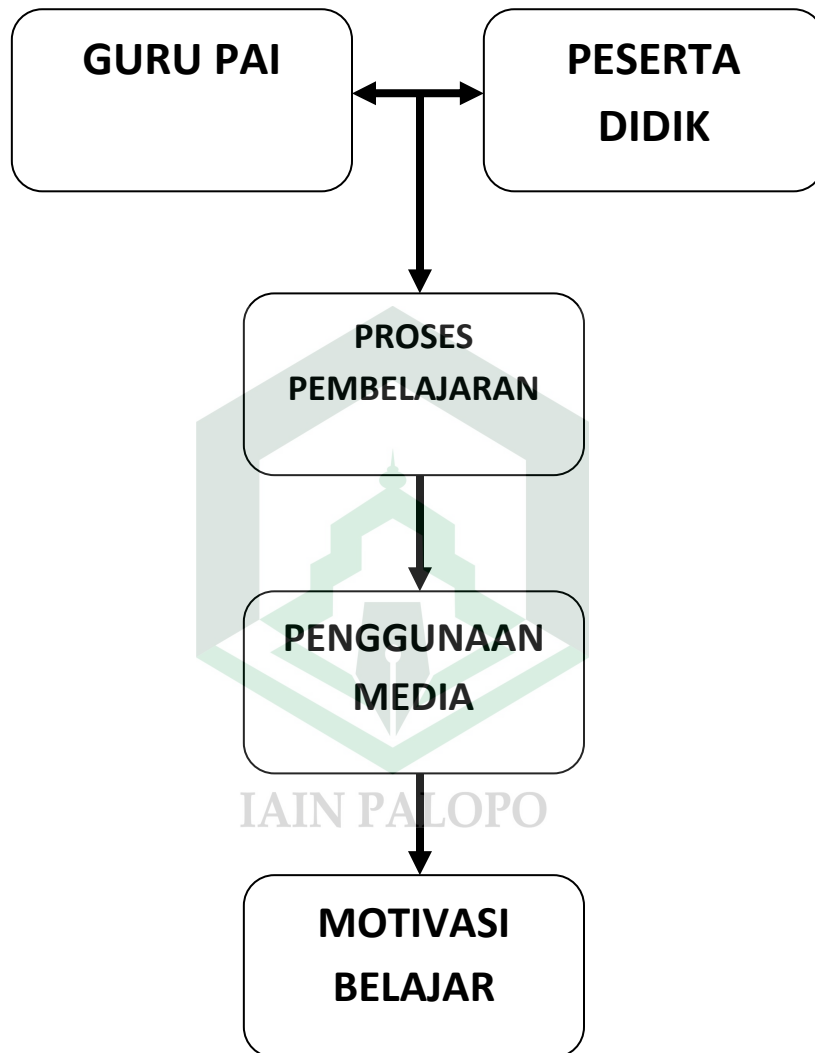 GURU PAI
PESERTA
DIDIK
PROSES
PEMBELAJARAN
PENGGUNAAN
MEDIA
IAIN PALOPO
MOTIVASI
BELAJAR